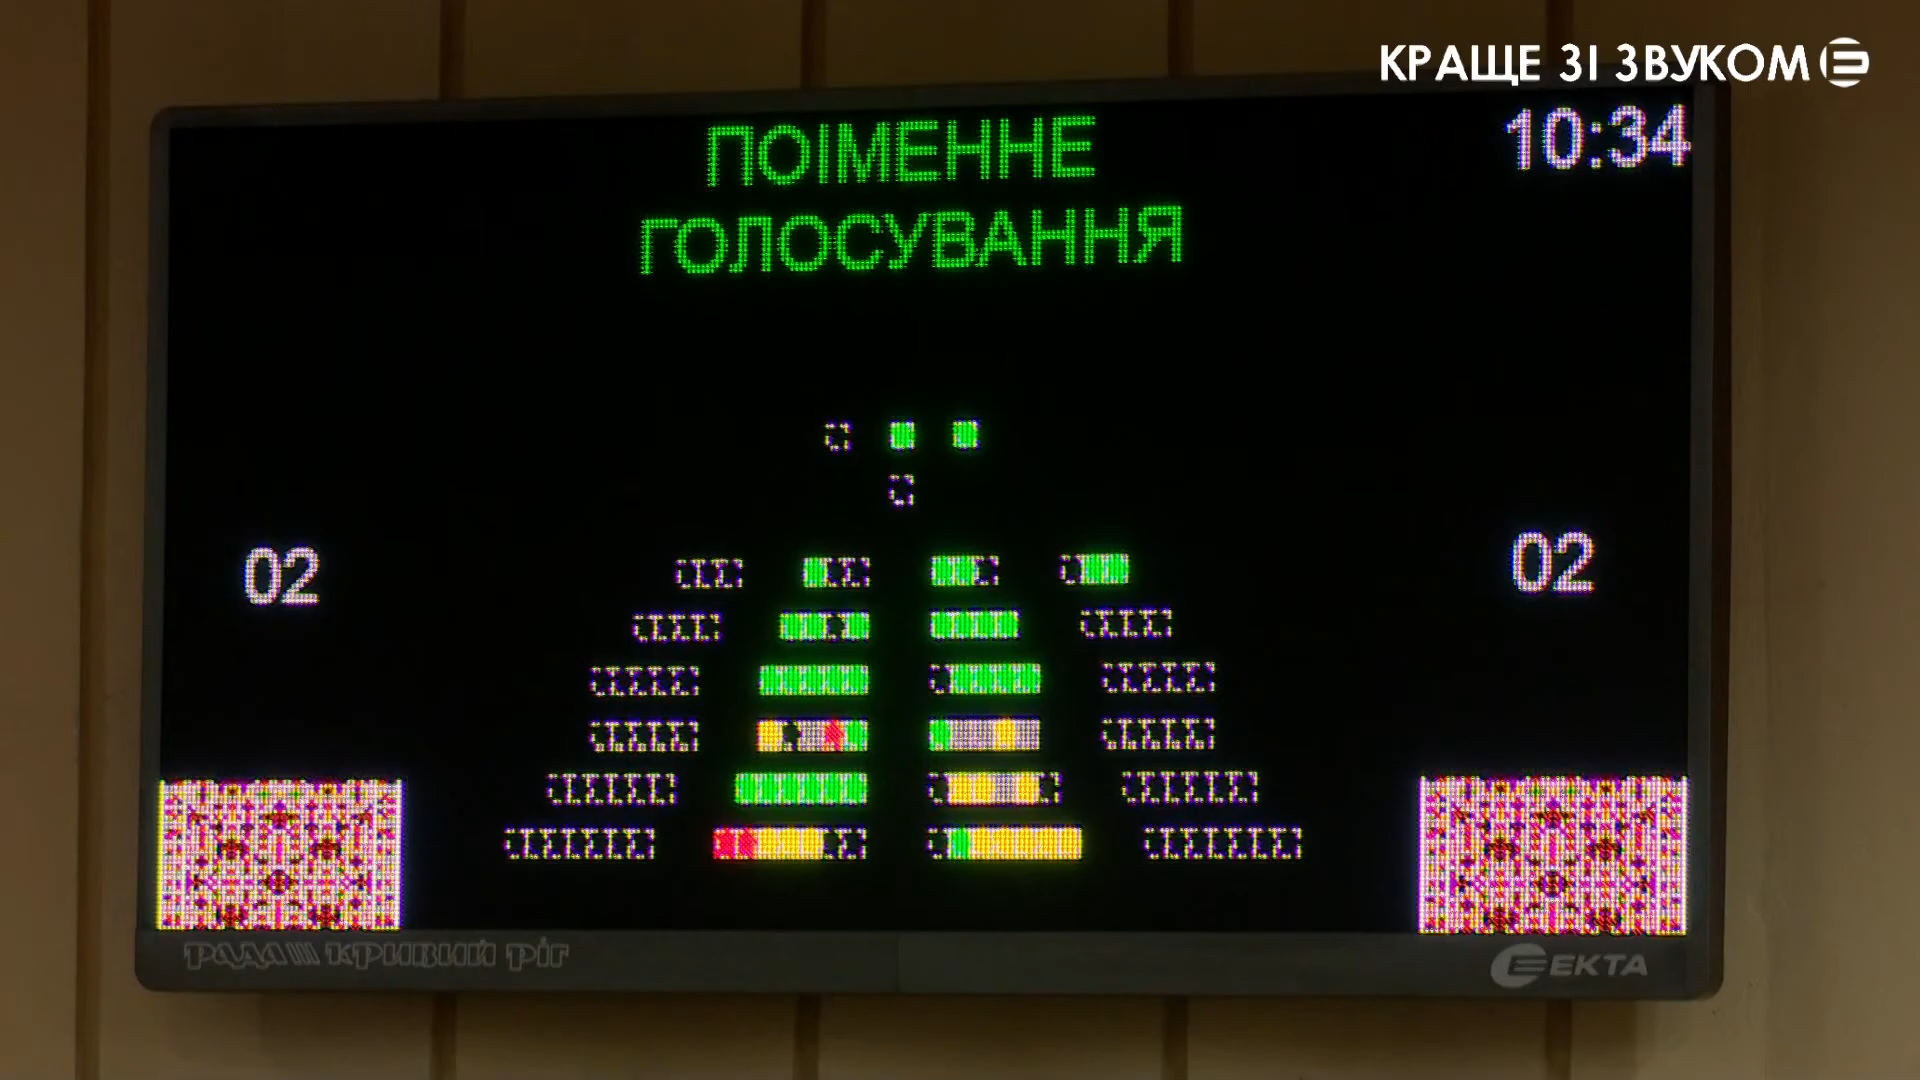 КРАЩЕ ЗІ ЗВУКОМ
10:34
ПОІМЕННЕ
ГОЛОСУВАННЯ
02 02
РАДА КРИВИЙ РІГ
ЕКТА